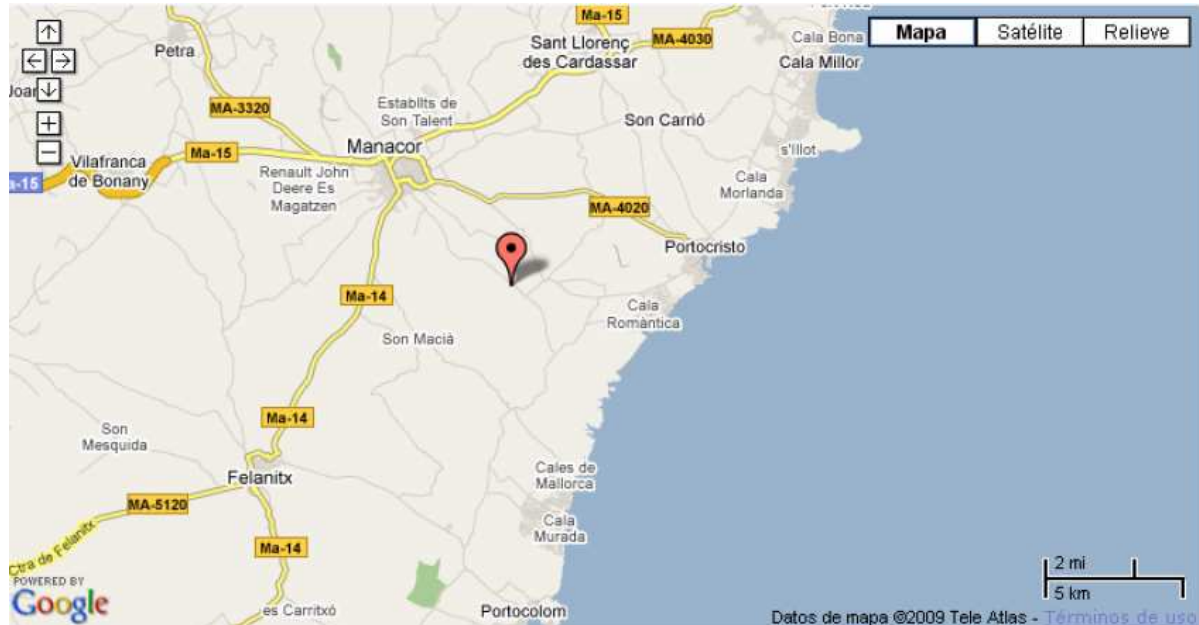 Petra
Joan
MA-3320
Ma-15
Vilafranca
de Bonany
a-15
Establits de
Son Talent
Manacor
Renault John
Deere Es
Magatzen
Sant Llorenç
des Cardassar
MA-4030
Ma-15
Cala Bona
Cala Millor
Son Carrió
s'Illot
Cala
Morlanda
MA-4020
Portocristo
Cala
Romàntica
Ma-14
Son Macià
Ma-14
Son
Mesquida
Felanitx
MA-5120
Ctra de Felanitx
Ma-14
Cales de
Mallorca
Cala
Murada
es Carritxó
Portocolom
Mapa
Satélite
Relieve
2 mi
5 km
POWERED BY
Google
Datos de mapa ©2009 Tele Atlas - Términos de uso